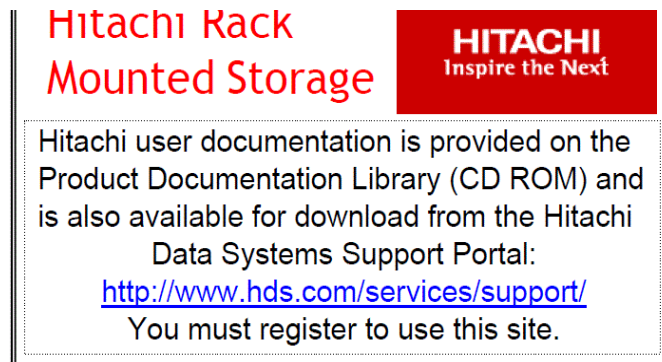 Hitachi Rack
Mounted Storage
HITACHI
Inspire the Next
Hitachi user documentation is provided on the
Product Documentation Library (CD ROM) and
is also available for download from the Hitachi
Data Systems Support Portal:
http://www.hds.com/services/support/
You must register to use this site.